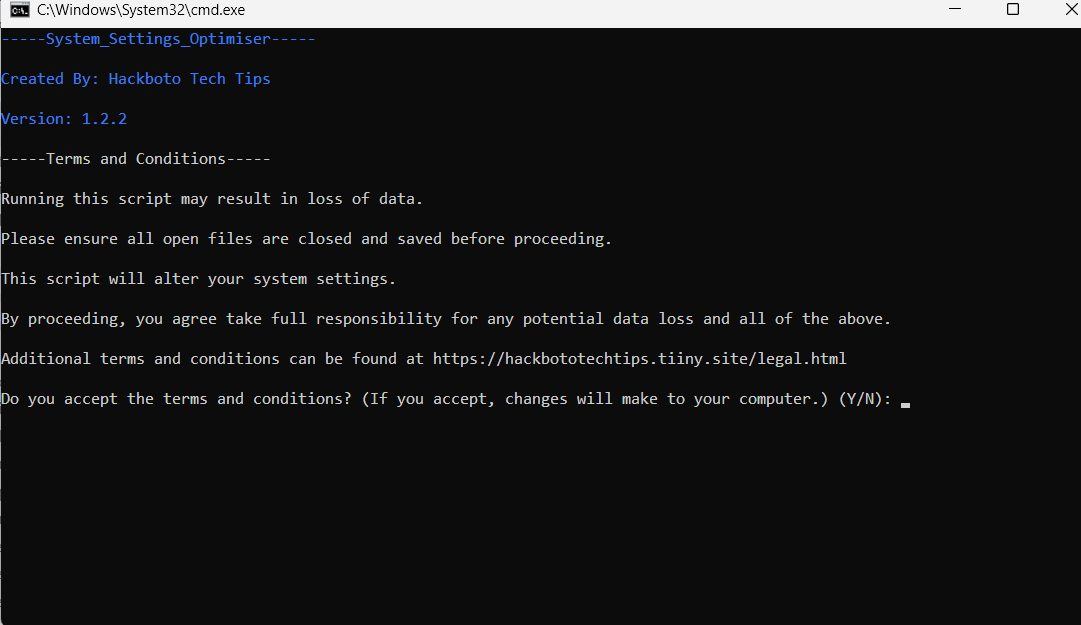 C:\Windows\System32\cmd.exe
-----System_Settings_Optimiser-----
Created By: Hackboto Tech Tips
Version: 1.2.2
-----Terms and Conditions-----
Running this script may result in loss of data.
Please ensure all open files are closed and saved before proceeding.
This script will alter your system settings.
By proceeding, you agree take full responsibility for any potential data loss and all of the above.
Additional terms and conditions can be found at https://hackbototechtips.tiiny.site/legal.html
Do you accept the terms and conditions? (If you accept, changes will make to your computer.) (Y/N):